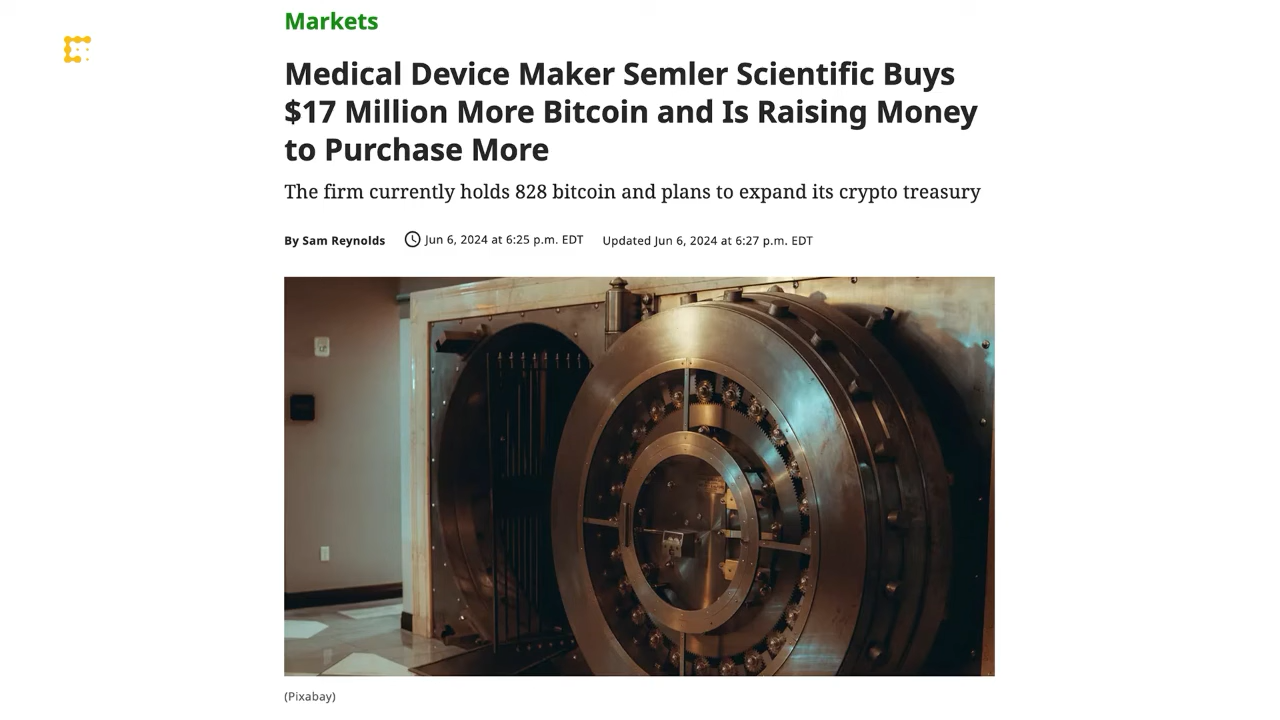 Markets
Medical Device Maker Semler Scientific Buys
$17 Million More Bitcoin and Is Raising Money
to Purchase More
The firm currently holds 828 bitcoin and plans to expand its crypto treasury
By Sam Reynolds Jun 6, 2024 at 6:25 p.m. EDT Updated Jun 6, 2024 at 6:27 p.m. EDT
(Pixabay)